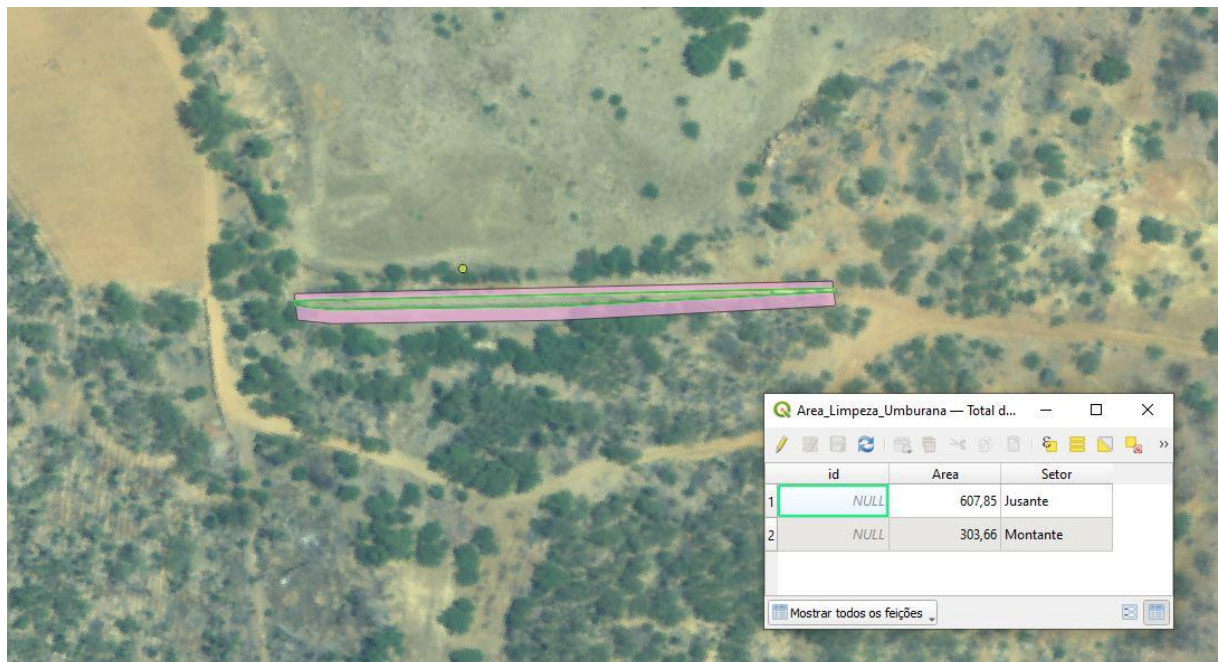 Area_Limpeza_Umburana — Total d...
id Area Setor
1 NULL 607,85 Jusante
2 NULL 303,66 Montante
Mostrar todos os feições